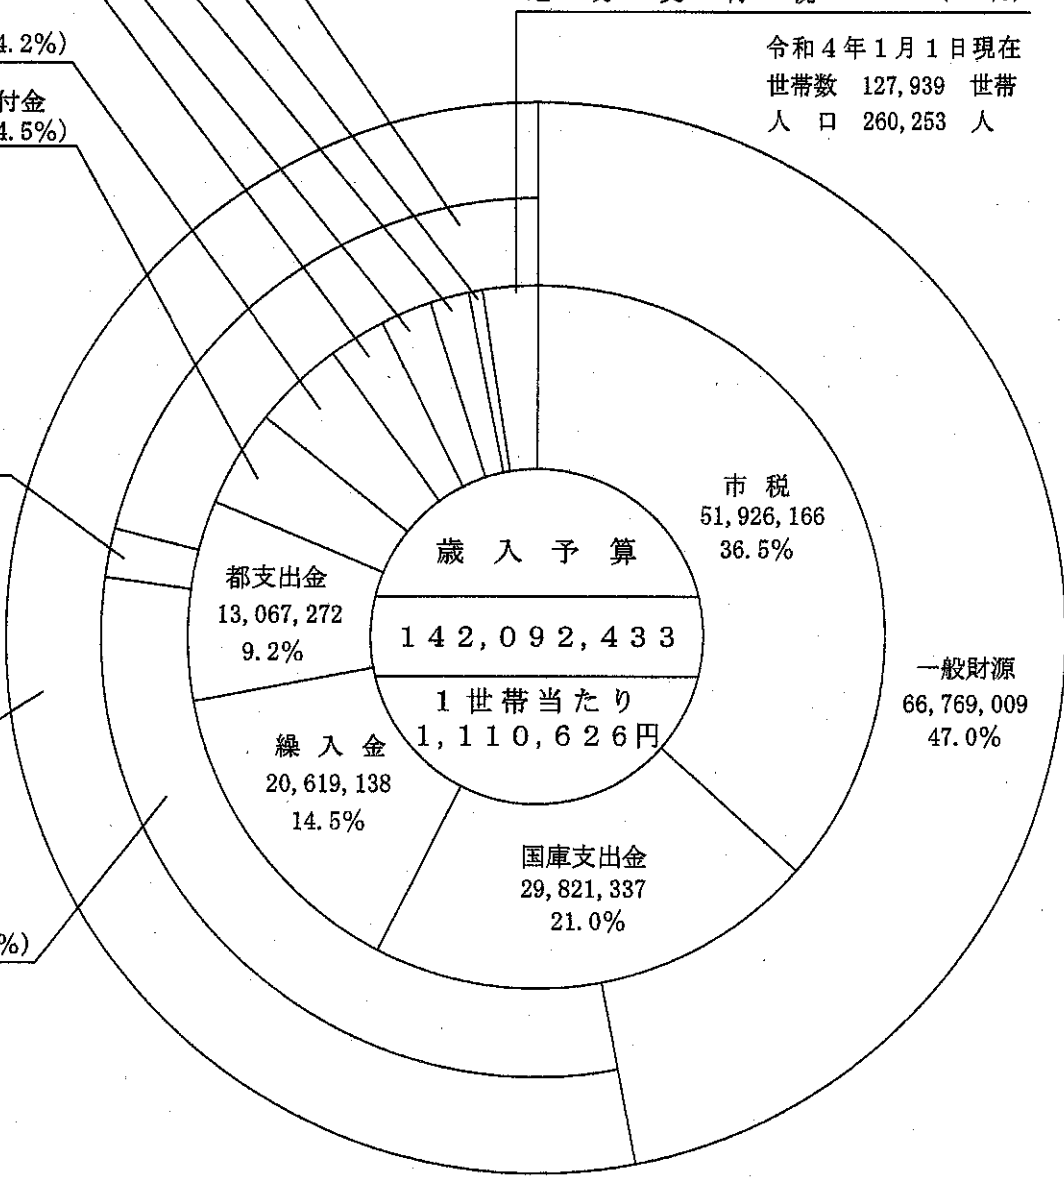 4.2%)
付金
4.5%)
令和4年1月1日現在
世帯数 127,939 世帯
人口 260,253 人
市税
51,926,166
36.5%
歳入予算
142,092,433
1世帯当たり
1,110,626円
都支出金
13,067,272
9.2%
繰入金
20,619,138
14.5%
国庫支出金
29,821,337
21.0%
一般財源
66,769,009
47.0%
%)